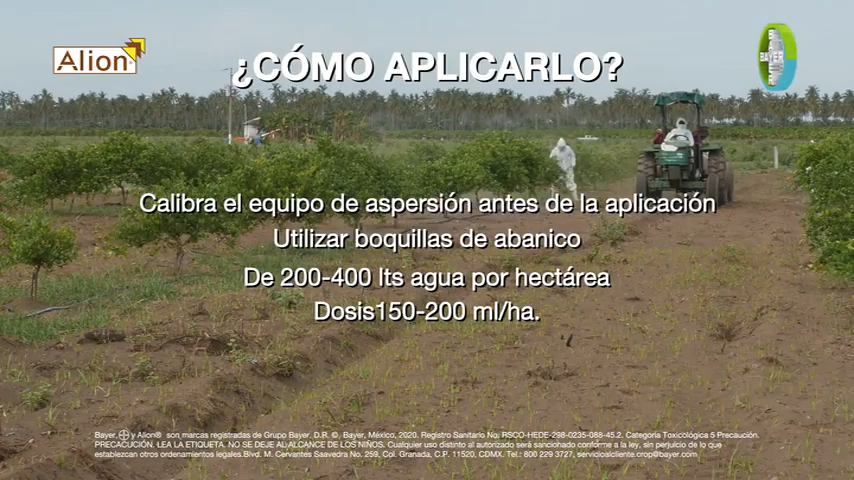 Alion
¿CÓMO APLICARLO?
BAYER
Calibra el equipo de aspersión antes de la aplicación
Utilizar boquillas de abanico
De 200-400 lts agua por hectárea
Dosis150-200 ml/ha.
Bayer, y Alion® son marcas registradas de Grupo Bayer, D.R. ©, Bayer, México, 2020. Registro Sanitario No: RSCO-HEDE-298-0235-088-45.2. Categoría Toxicológica 5 Precaución.
PRECACUCIÓN. LEA LA ETIQUETA. NO SE DEJE AL ALCANCE DE LOS NIÑOS. Cualquier uso distinto al autorizado será sancionado conforme a la ley, sin perjuicio de lo que
establezcan otros ordenamientos legales.Blvd. M. Cervantes Saavedra No. 259, Col. Granada, C.P. 11520, CDMX. Tel.: 800 229 3727, servicioalcliente.crop@bayer.com